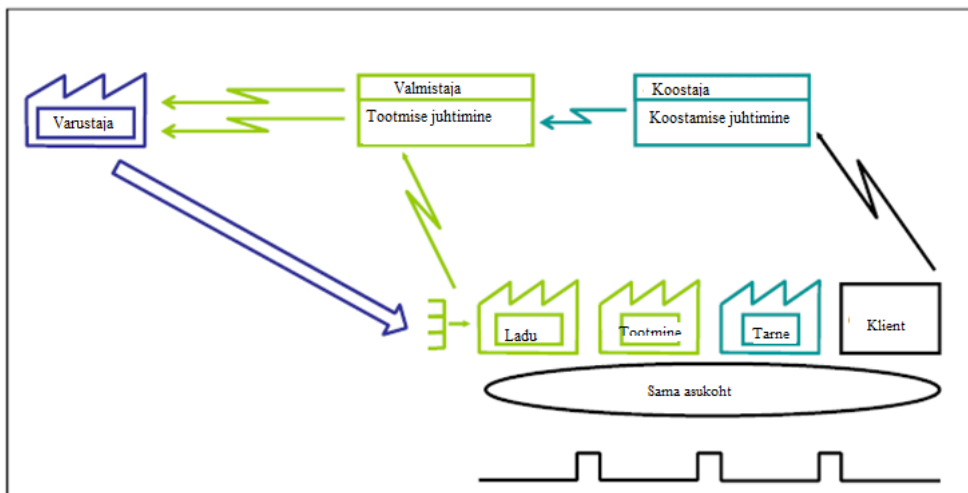 Valmistaja
Koostaja
Varustaja
Tootmise juhtimine
Koostamise juhtimine
Ladu
Tootmine
Tarne
Klient
Sama asukoht